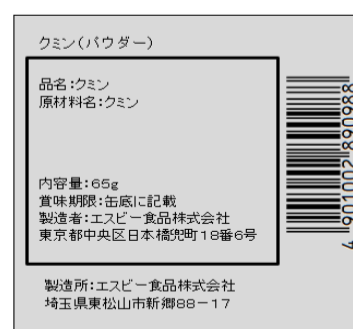 クミン(パウダー)
品名:クミン
原材料名:クミン
内容量:65g
賞味期限:缶底に記載
製造者:エスビー食品株式会社
東京都中央区日本橋兜町18番6号
製造所:エスビー食品株式会社
埼玉県東松山市新郷88-17
4 901002 890988